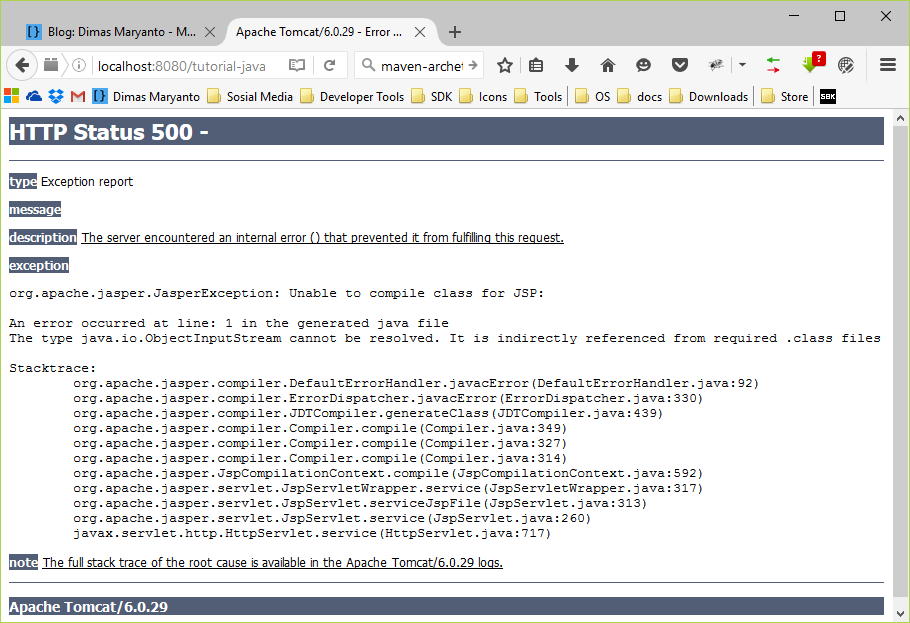 Blog: Dimas Maryanto - M...
Apache Tomcat/6.0.29 - Error ...
localhost:8080/tutorial-java
maven-archet
?
Dimas Maryanto
Sosial Media
Developer Tools
SDK
Icons
Tools
OS
docs
Downloads
Store
SBK
HTTP Status 500 -
type Exception report
message
description The server encountered an internal error () that prevented it from fulfilling this request.
exception
org.apache.jasper.JasperException: Unable to compile class for JSP:
An error occurred at line: 1 in the generated java file
The type java.io.ObjectInputStream cannot be resolved. It is indirectly referenced from required .class files
Stacktrace:
org.apache.jasper.compiler.DefaultErrorHandler.javacError(DefaultErrorHandler.java:92)
org.apache.jasper.compiler.ErrorDispatcher.javacError(ErrorDispatcher.java:330)
org.apache.jasper.compiler.JDTCompiler.generateClass(JDTCompiler.java:439)
org.apache.jasper.compiler.Compiler.compile(Compiler.java:349)
org.apache.jasper.compiler.Compiler.compile(Compiler.java:327)
org.apache.jasper.compiler.Compiler.compile(Compiler.java:314)
org.apache.jasper.JspCompilationContext.compile(JspCompilationContext.java:592)
org.apache.jasper.servlet.JspServletWrapper.service(JspServletWrapper.java:317)
org.apache.jasper.servlet.JspServlet.serviceJspFile(JspServlet.java:313)
org.apache.jasper.servlet.JspServlet.service(JspServlet.java:260)
javax.servlet.http.HttpServlet.service(HttpServlet.java:717)
note The full stack trace of the root cause is available in the Apache Tomcat/6.0.29 logs.
Apache Tomcat/6.0.29